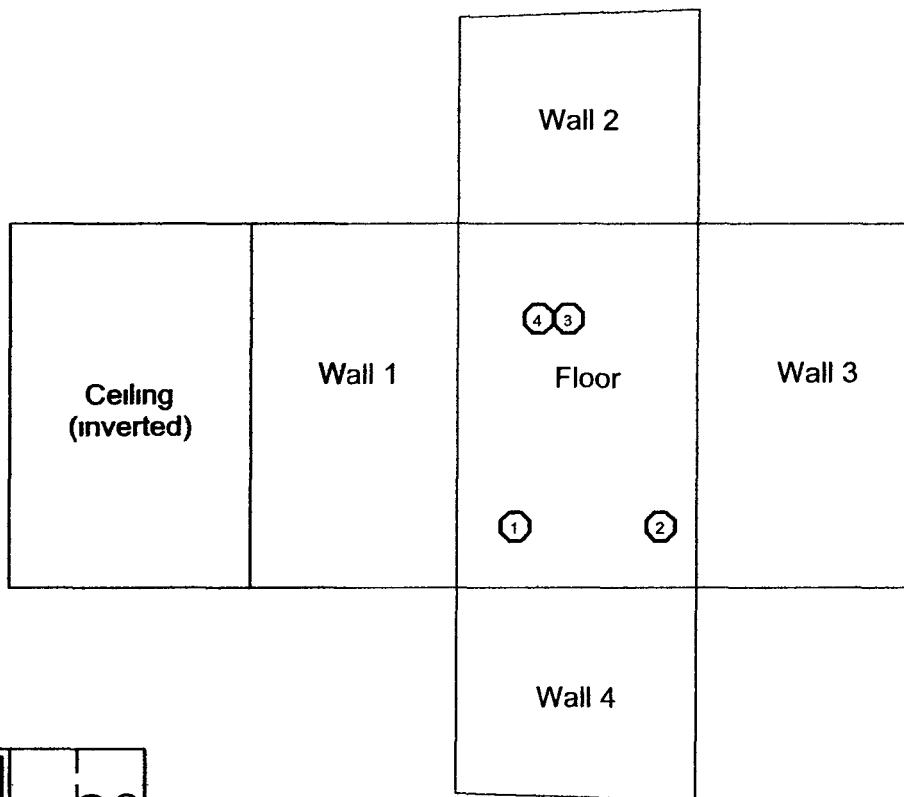 Wall 2
4 3
Wall 1
Floor
Wall 3
Ceiling
(inverted)
1
2
Wall 4